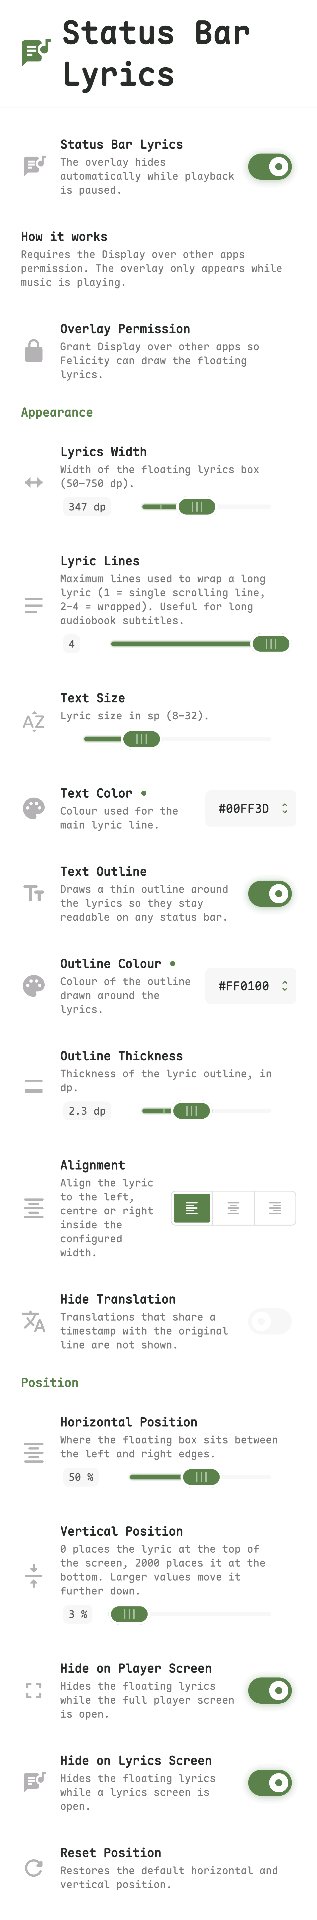 Status Bar
Lyrics
Status Bar Lyrics
The overlay hides
automatically while playback
is paused.
How it works
Requires the Display over other apps
permission. The overlay only appears while
music is playing.
Overlay Permission
Grant Display over other apps so
Felicity can draw the floating
lyrics.
Appearance
Lyrics Width
Width of the floating lyrics box
(50–750 dp).
347 dp
Lyric Lines
Maximum lines used to wrap a long
lyric (1 = single scrolling line,
2–4 = wrapped). Useful for long
audiobook subtitles.
4
Text Size
Lyric size in sp (8–32).
Text Color
Colour used for the
main lyric line.
#00FF3D
Text Outline
Draws a thin outline around
the lyrics so they stay
readable on any status bar.
Outline Colour
Colour of the outline
drawn around the
lyrics.
#FF0100
Outline Thickness
Thickness of the lyric outline, in
dp.
2.3 dp
Alignment
Align the lyric
to the left,
centre or right
inside the
configured
width.
Hide Translation
Translations that share a
timestamp with the original
line are not shown.
Position
Horizontal Position
Where the floating box sits between
the left and right edges.
50 %
Vertical Position
0 places the lyric at the top of
the screen, 2000 places it at the
bottom. Larger values move it
further down.
3 %
Hide on Player Screen
Hides the floating lyrics
while the full player screen
is open.
Hide on Lyrics Screen
Hides the floating lyrics
while a lyrics screen is
open.
Reset Position
Restores the default horizontal and
vertical position.